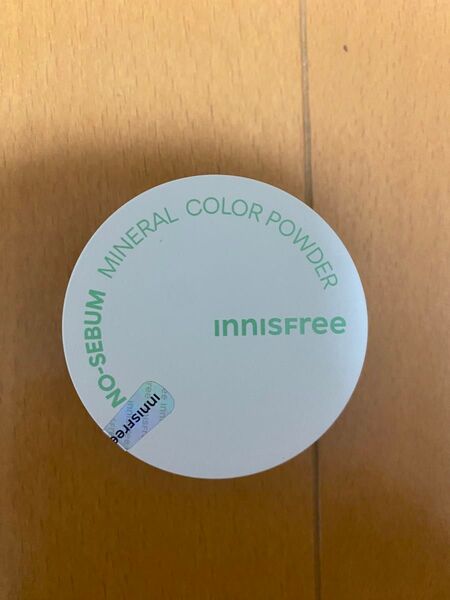 NO-SEBUM MINERAL COLOR POWDER
INNISFree
INNISFree